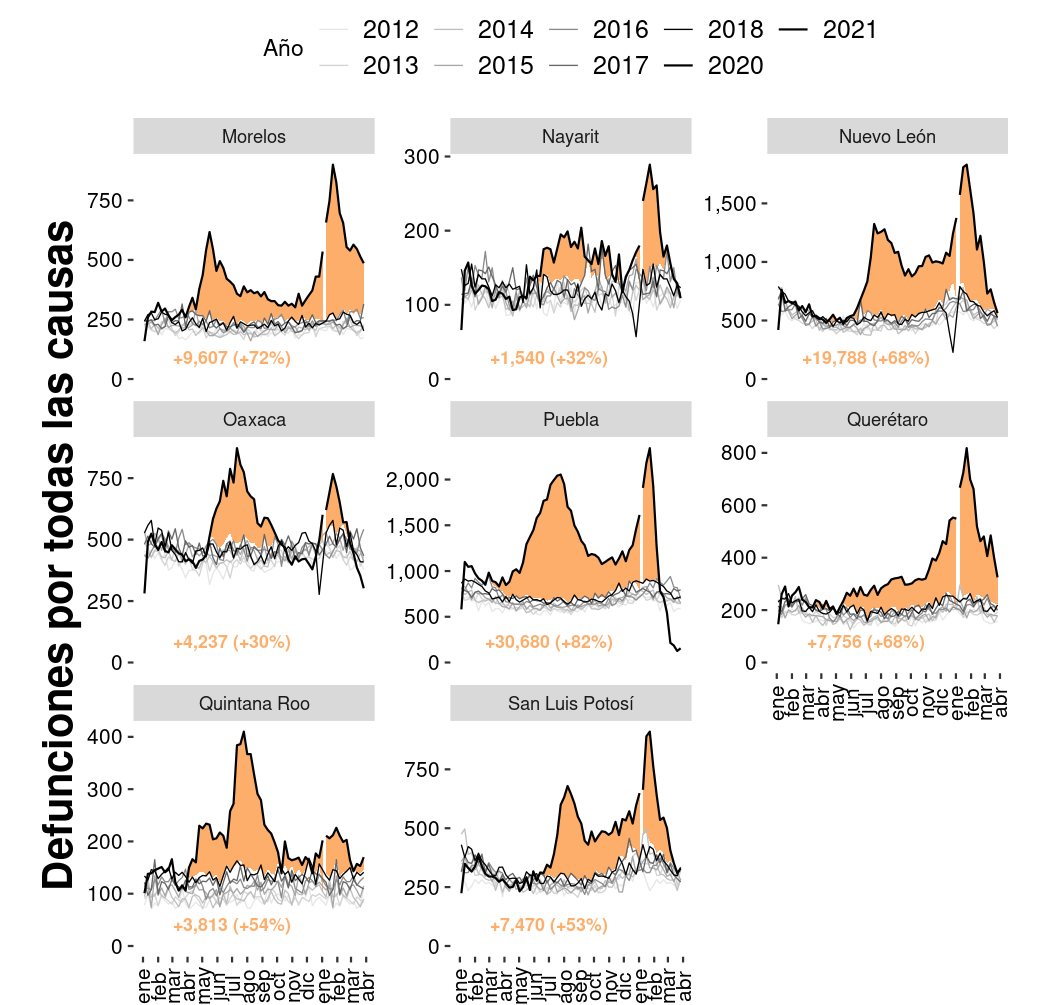 Año 2012 2014 2016 2018 2021
2013 2015 2017 2020
Defunciones por todas las causas
Morelos Nayarit Nuevo León
750 500 250 0
+9,607 (+72%)
300 200 100 0
+1,540 (+32%)
1,500 1,000 500 0
+19,788 (+68%)
Oaxaca Puebla Querétaro
750 500 250 0
+4,237 (+30%)
2,000 1,500 1,000 500 0
+30,680 (+82%)
800 600 400 200 0
+7,756 (+68%)
ene feb mar abr may jun jul ago sep oct nov dic ene feb mar abr
Quintana Roo San Luis Potosí
400 300 200 100 0
+3,813 (+54%)
750 500 250 0
+7,470 (+53%)
ene feb mar abr may jun jul ago sep oct nov dic ene feb mar abr
ene feb mar abr may jun jul ago sep oct nov dic ene feb mar abr